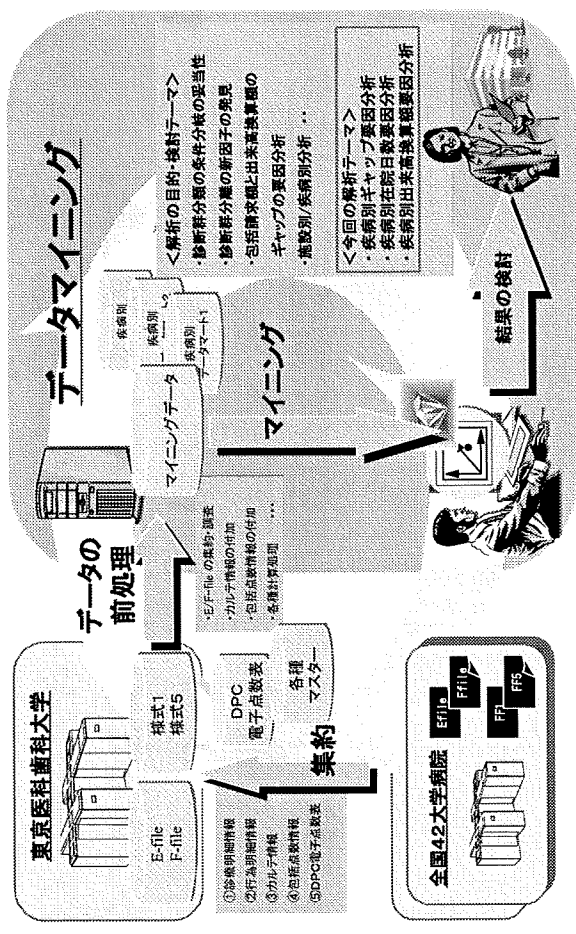 東京医科歯科大学
E-file
F-file
様式1
様式5
DPC
電子点数表
各種
マスター
集約
①診療明細情報
②行為明細情報
③カルテ情報
④包括点数情報
⑤DPC電子点数表
全国42大学病院
Efile
Ffile
FF1
FF5
データの
前処理
・E/F-file の集約・調査
・カルテ情報の付加
・包括点数情報の付加
・各種計算処理 ・・・
データマイニング
マイニングデータ
疾病別
疾病別
疾病別
データマート1
マイニング
<解析の目的・検討テーマ>
・診断群分類の条件分岐の妥当性
・診断群分離の新因子の発見
・包括請求額と出来高換算額の
ギャップの要因分析
・施設別/疾病別分析 ・・
<今回の解析テーマ>
・疾病別ギャップ要因分析
・疾病別在院日数要因分析
・疾病別出来高換算額要因分析
結果の検討